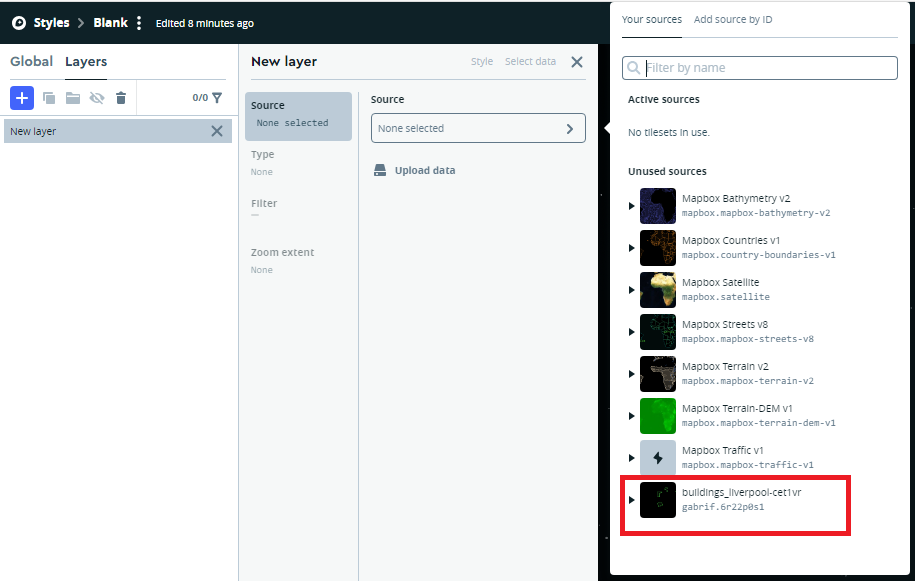 Styles > Blank Edited 8 minutes ago
Global Layers
0/0
New layer
New layer
Style Select data
Source
None selected
Type
None
Filter
—
Zoom extent
None
Source
None selected
Upload data
Your sources Add source by ID
Filter by name
Active sources
No tilesets in use.
Unused sources
Mapbox Bathymetry v2
mapbox.mapbox-bathymetry-v2
Mapbox Countries v1
mapbox.country-boundaries-v1
Mapbox Satellite
mapbox.satellite
Mapbox Streets v8
mapbox.mapbox-streets-v8
Mapbox Terrain v2
mapbox.mapbox-terrain-v2
Mapbox Terrain-DEM v1
mapbox.mapbox-terrain-dem-v1
Mapbox Traffic v1
mapbox.mapbox-traffic-v1
buildings_liverpool-cet1vr
gabrif.6r22p0s1